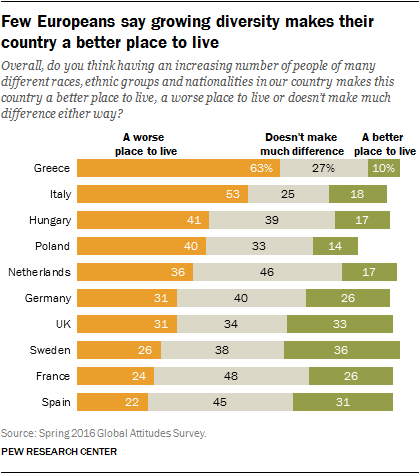 Few Europeans say growing diversity makes their
country a better place to live
Overall, do you think having an increasing number of people of many
different races, ethnic groups and nationalities in our country makes this
country a better place to live, a worse place to live or doesn't make much
difference either way?
A worse place to live
Doesn't make much difference
A better place to live
Greece 63% 27% 10%
Italy 53 25 18
Hungary 41 39 17
Poland 40 33 14
Netherlands 36 46 17
Germany 31 40 26
UK 31 34 33
Sweden 26 38 36
France 24 48 26
Spain 22 45 31
Source: Spring 2016 Global Attitudes Survey.
PEW RESEARCH CENTER